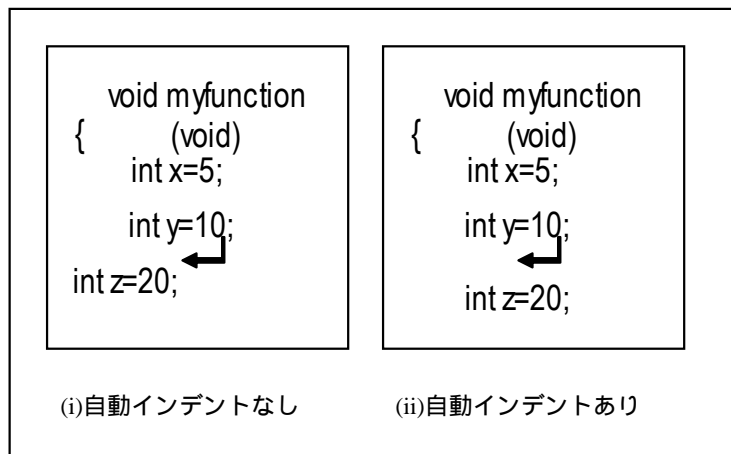 void myfunction
{ (void)
int x=5;
int y=10;
int z=20;
(i)自動インデントなし
void myfunction
{ (void)
int x=5;
int y=10;
int z=20;
(ii)自動インデントあり